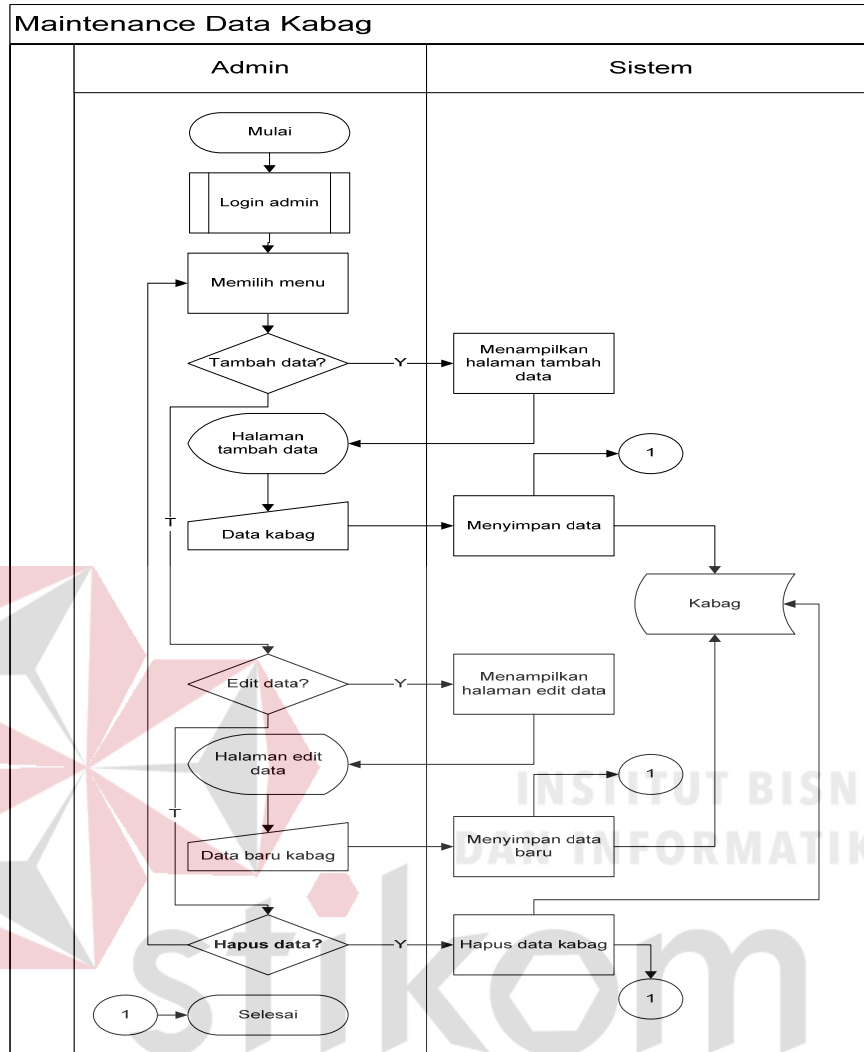 Maintenance Data Kabag
Admin
Sistem
Mulai
Login admin
Memilih menu
Tambah data?
Y
Menampilkan
halaman tambah
data
Halaman
tambah data
1
T
Data kabag
Menyimpan data
Kabag
Edit data?
Y
Menampilkan
halaman edit data
Halaman edit
data
1
INSTITUT BISN
T
Data baru kabag
Menyimpan data
baru
DAN INFORMATIK
Hapus data?
Y
Hapus data kabag
stikom
1
Selesai
1